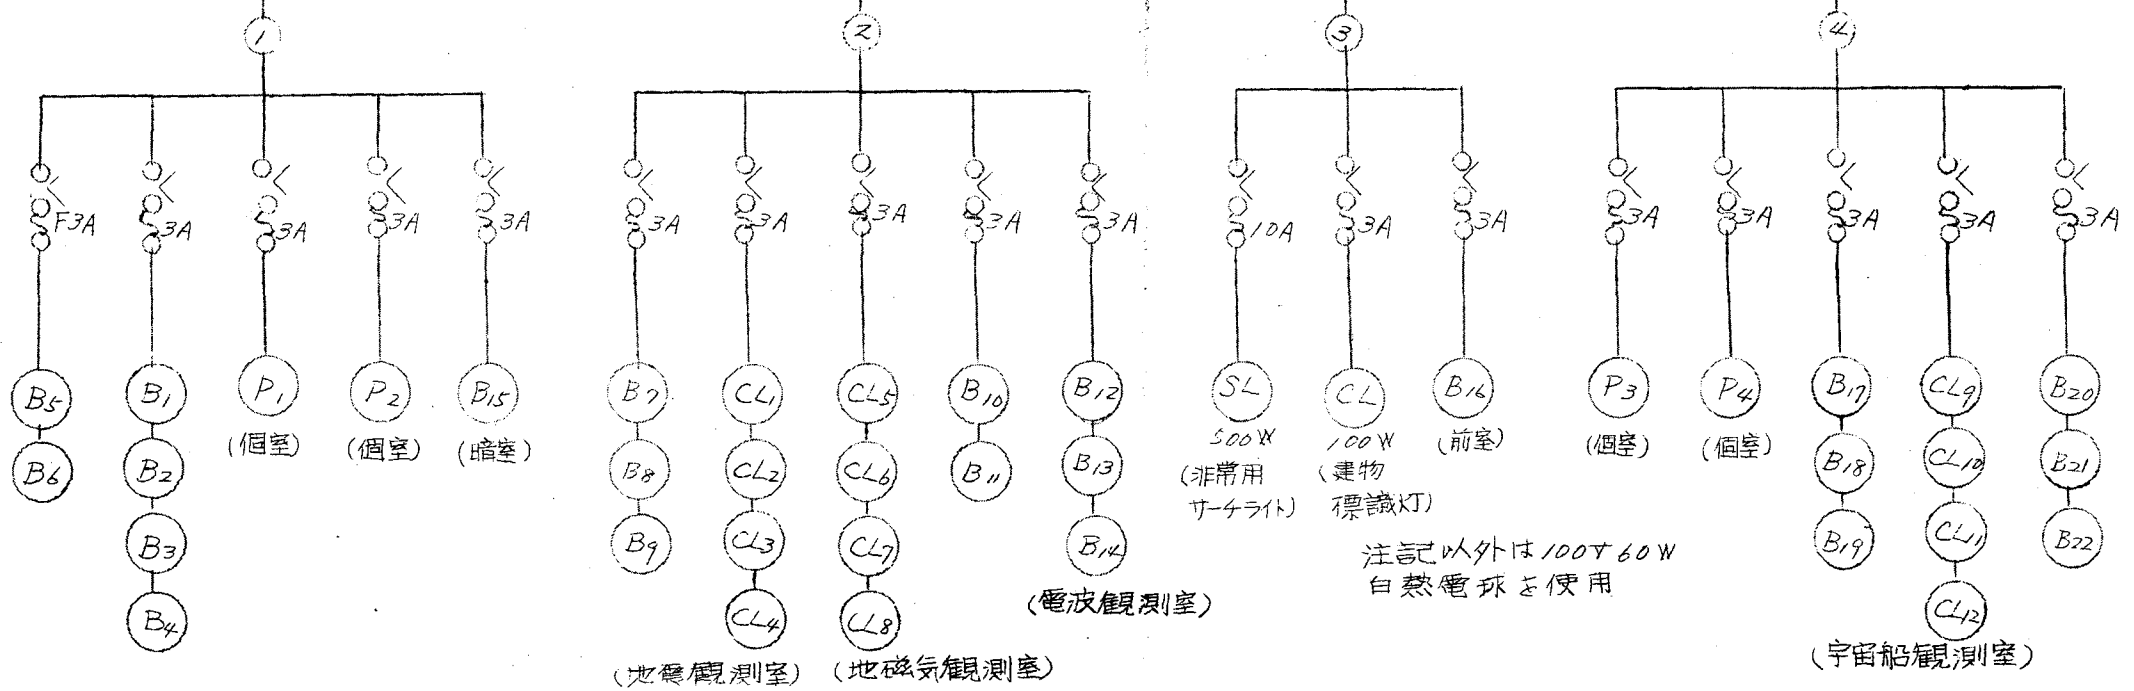 1
2
3
4
F3A
3A
3A
3A
3A
3A
3A
3A
3A
3A
10A
3A
3A
3A
3A
3A
3A
3A
B5
B1
P1
P2
B15
B7
CL1
CL5
B10
B12
SL
CL
B16
P3
P4
B17
CL9
B20
(個室)
(個室)
(暗室)
500W
100W
(前室)
(個室)
(個室)
B6
B2
B8
CL2
CL6
B11
B13
(非常用
サーチライト)
(建物
標識灯)
B18
CL10
B21
B3
B9
CL3
CL7
B14
B19
CL11
B22
注記以外は100V60W
白熱電球を使用
B4
CL4
CL8
(電波観測室)
CL12
(地震観測室)
(地磁気観測室)
(宇宙船観測室)